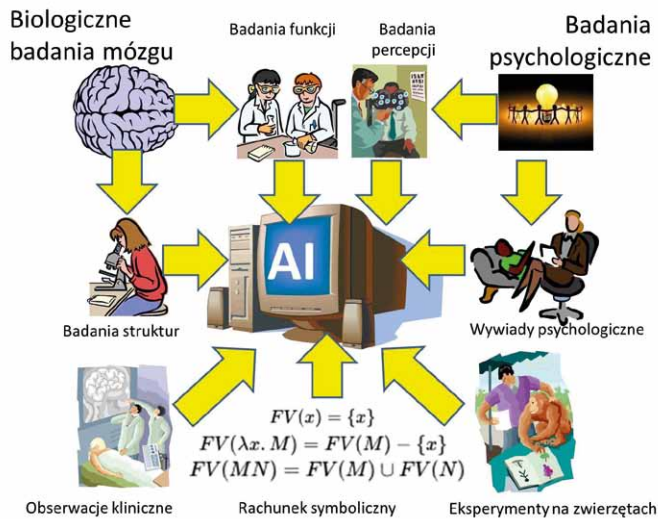 Biologiczne
badania mózgu
Badania funkcji
Badania
percepcji
Badania
psychologiczne
AI
Badania struktur
Wywiady psychologiczne
FV(x) = {x}
FV(λx.M) = FV(M) − {x}
FV(MN) = FV(M) ∪ FV(N)
Obserwacje kliniczne
Rachunek symboliczny
Eksperymenty na zwierzętach